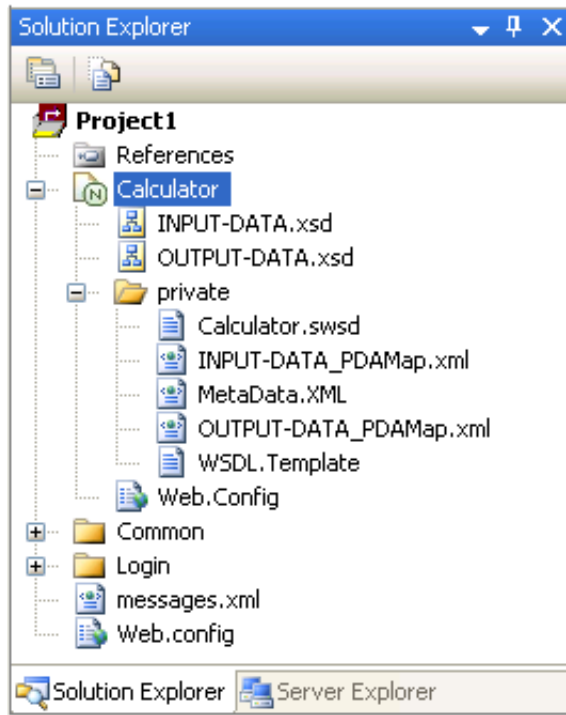 Solution Explorer
Project1
References
Calculator
INPUT-DATA.xsd
OUTPUT-DATA.xsd
private
Calculator.swsd
INPUT-DATA_PDAMap.xml
MetaData.XML
OUTPUT-DATA_PDAMap.xml
WSDL.Template
Web.Config
Common
Login
messages.xml
Web.config
Solution Explorer Server Explorer